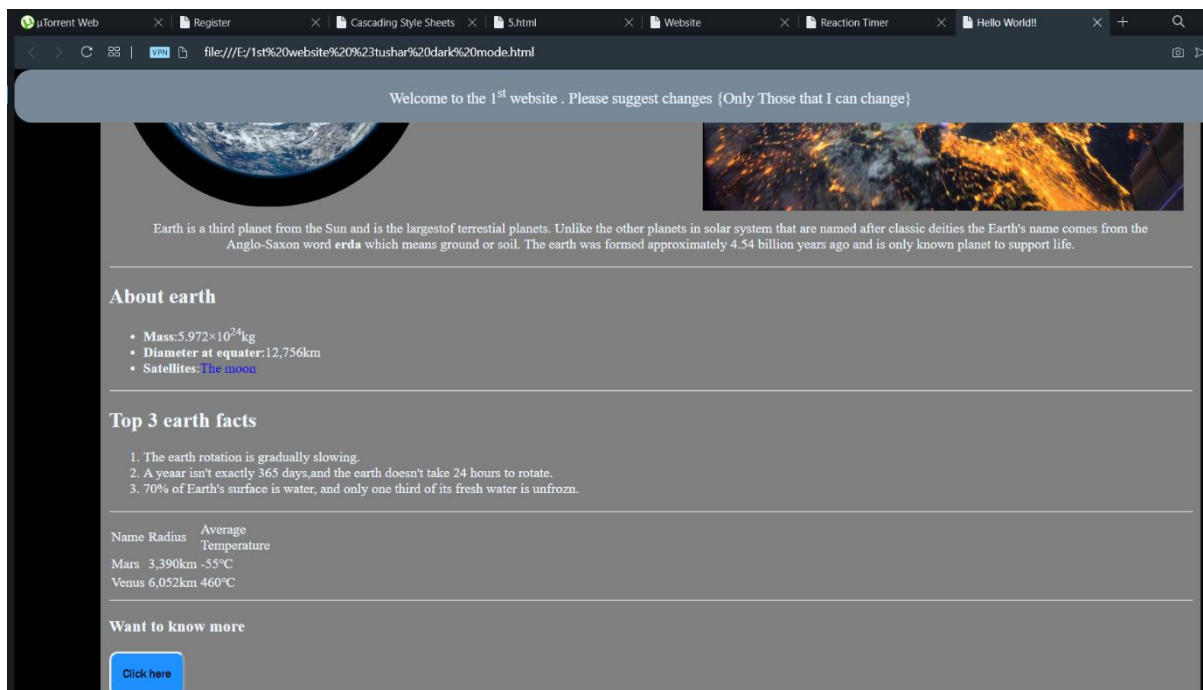 µTorrent Web
Register
Cascading Style Sheets
5.html
Website
Reaction Timer
Hello World!!
VPN
file:///E:/1st%20website%20%23tushar%20dark%20mode.html
Welcome to the 1st website . Please suggest changes {Only Those that I can change}
Earth is a third planet from the Sun and is the largestof terrestial planets. Unlike the other planets in solar system that are named after classic deities the Earth's name comes from the
Anglo-Saxon word erda which means ground or soil. The earth was formed approximately 4.54 billion years ago and is only known planet to support life.
About earth
• Mass:5.972×10²⁴kg
• Diameter at equater:12,756km
• Satellites:The moon
Top 3 earth facts
1. The earth rotation is gradually slowing.
2. A yeaar isn't exactly 365 days,and the earth doesn't take 24 hours to rotate.
3. 70% of Earth's surface is water, and only one third of its fresh water is unfrozn.
Name Radius Average
Temperature
Mars 3,390km -55°C
Venus 6,052km 460°C
Want to know more
Click here